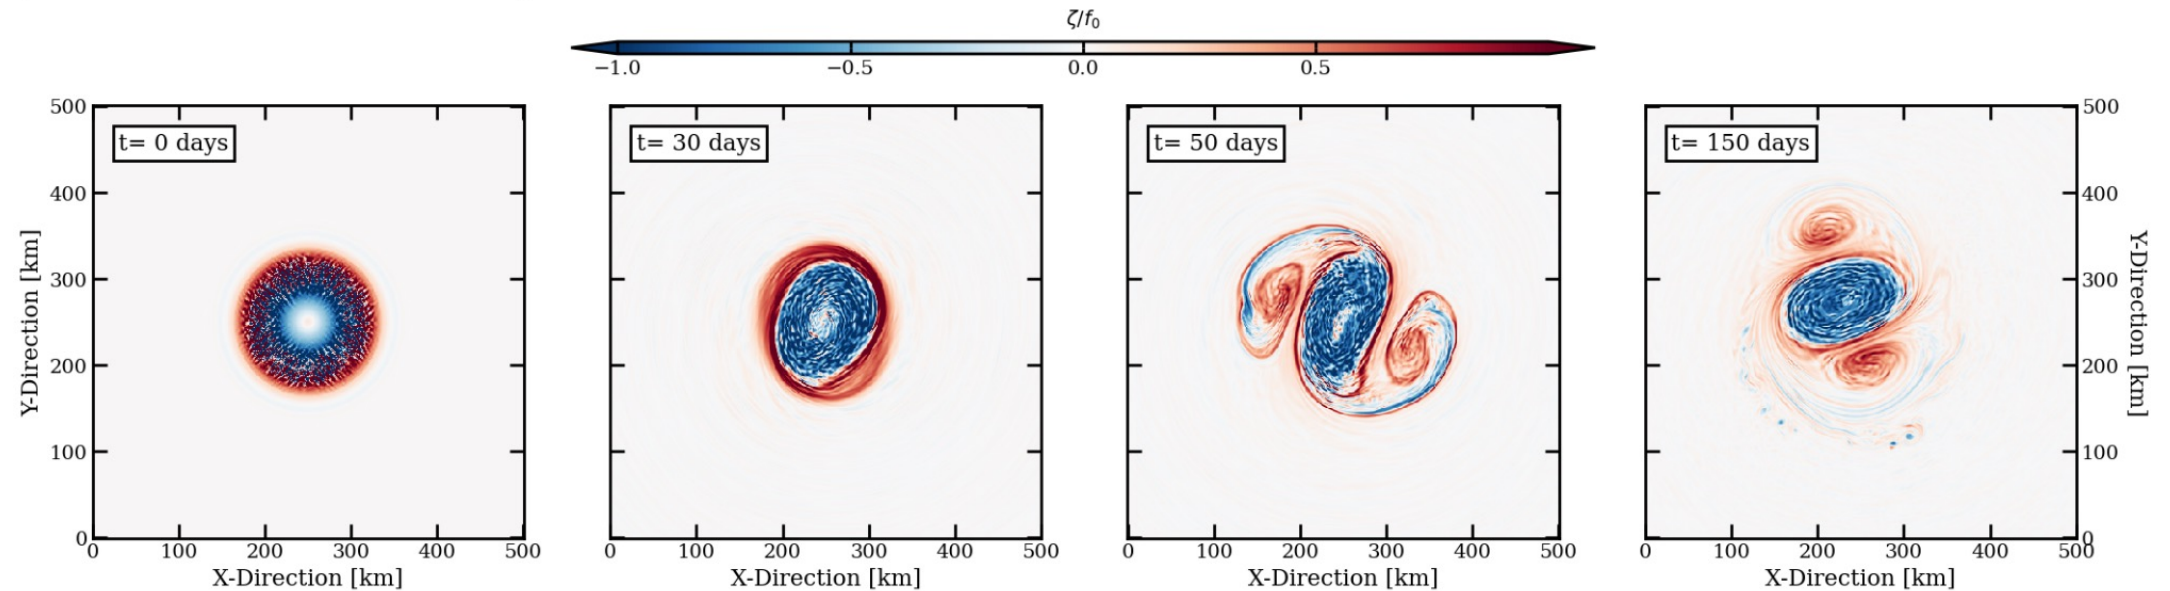 ζ/f₀
−1.0 −0.5 0.0 0.5
t= 0 days
t= 30 days
t= 50 days
t= 150 days
500
400
300
200
100
0
Y-Direction [km]
500
400
300
200
100
0
Y-Direction [km]
0 100 200 300 400 500
0 100 200 300 400 500
0 100 200 300 400 500
0 100 200 300 400 500
X-Direction [km]
X-Direction [km]
X-Direction [km]
X-Direction [km]